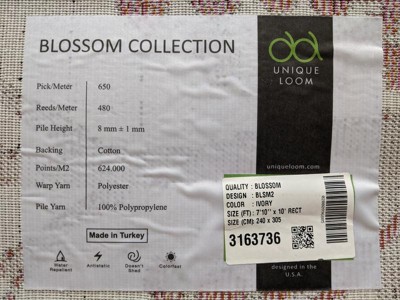 BLOSSOM COLLECTION
UNIQUE
LOOM
Pick/Meter 650
Reeds/Meter 480
Pile Height 8 mm ± 1 mm
Backing Cotton
Points/M2 624.000
Warp Yarn Polyester
Pile Yarn 100% Polypropylene
Made in Turkey
Water
Repellent
Antistatic
Doesn't
Shed
Colorfast
uniqueloom.com
QUALITY : BLOSSOM
DESIGN : BLSM2
COLOR : IVORY
SIZE (FT) : 7'10" x 10' RECT
SIZE (CM): 240 x 305
3163736
designed in the
U.S.A.